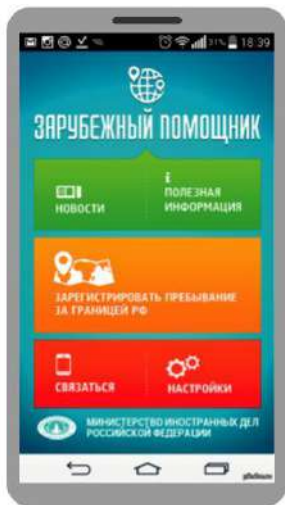 31% 18:39
ЗАРУБЕЖНЫЙ ПОМОЩНИК
НОВОСТИ
i
ПОЛЕЗНАЯ
ИНФОРМАЦИЯ
ЗАРЕГИСТРИРОВАТЬ ПРЕБЫВАНИЕ
ЗА ГРАНИЦЕЙ РФ
СВЯЗАТЬСЯ
НАСТРОЙКИ
МИНИСТЕРСТВО ИНОСТРАННЫХ ДЕЛ
РОССИЙСКОЙ ФЕДЕРАЦИИ